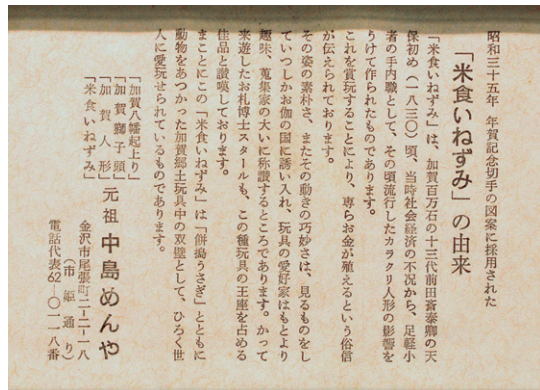 昭和三十五年 年賀記念切手の図案に採用された
「米食いねずみ」の由来
「米食いねずみ」は、加賀百万石の十三代前田斉泰卿の天
保初め(一八三〇)頃、当時社会経済の不況から、足軽小
者の手内職として、その頃流行したカラクリ人形の影響を
うけて作られたものであります。
これを賞玩することにより、専らお金が殖えるという俗信
が伝えられております。
その姿の素朴さ、またその動きの巧妙さは、見るものをし
ていつしかお伽の国に誘い入れ、玩具の愛好家はもとより
趣味、蒐集家の大いに称讃するところであります。かって
来遊したお札博士スタールも、この種玩具の王座を占める
佳品と讃嘆しております。
まことにこの「米食いねずみ」は「餅搗うさぎ」とともに
動物をあつかった加賀郷土玩具中の双璧として、ひろく世
人に愛玩せられているものであります。
「加賀八幡起上り」
「加賀獅子頭」
「加賀人形」
「米食いねずみ」
元祖 中島めんや
金沢市尾張町二–二–一八
(市姫通り)
電話代表62–〇一一八番